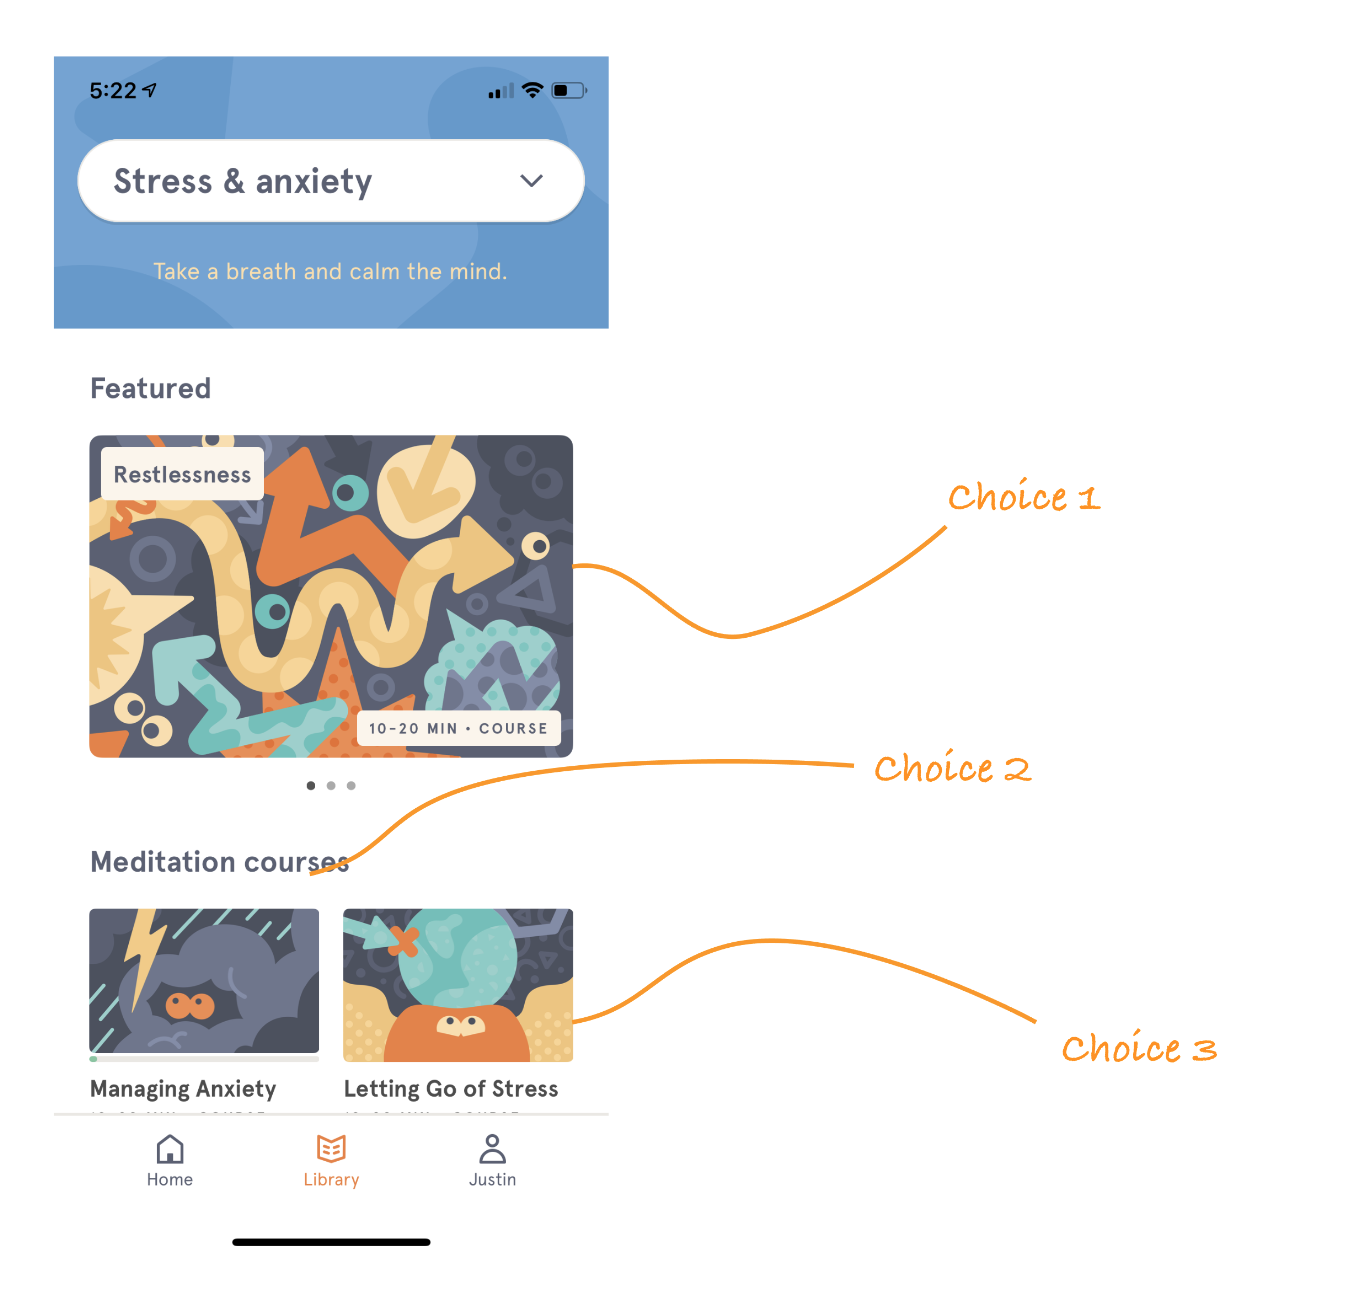 5:22
Stress & anxiety
Take a breath and calm the mind.
Featured
Restlessness
Choice 1
10-20 MIN • COURSE
Choice 2
Meditation courses
Choice 3
Managing Anxiety
Letting Go of Stress
Home
Library
Justin